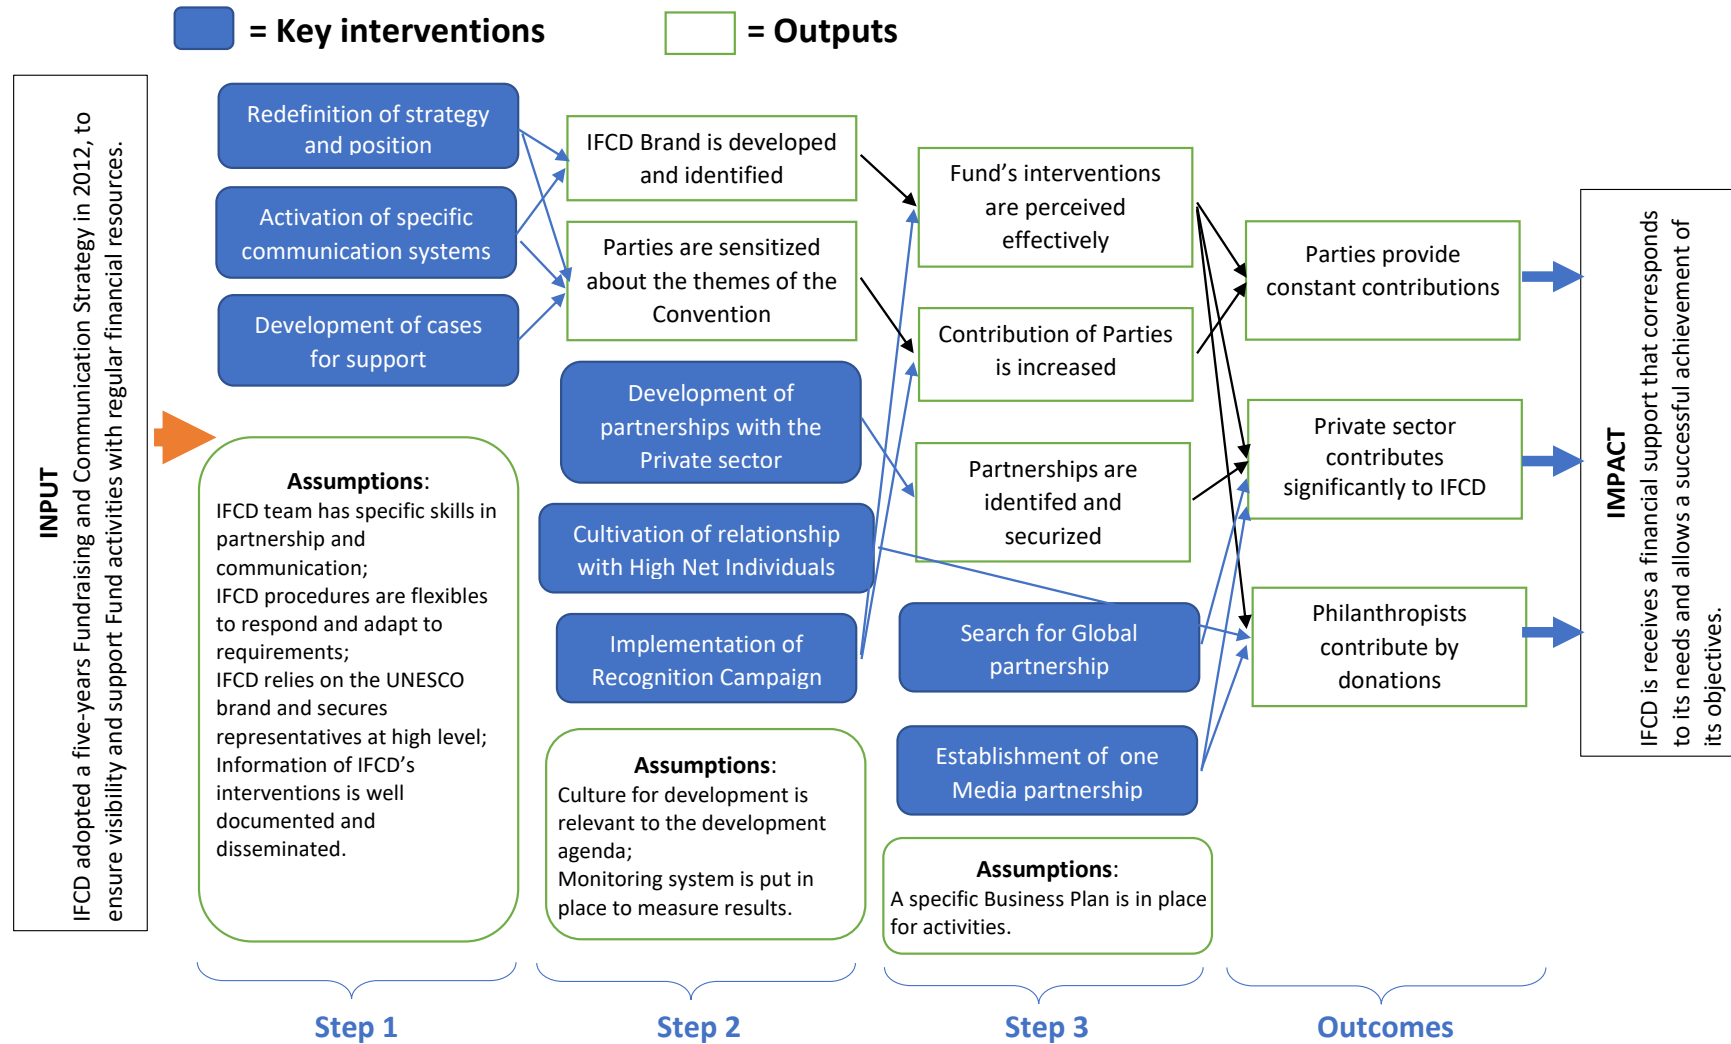 = Key interventions
= Outputs
INPUT
IFCD adopted a five-years Fundraising and Communication Strategy in 2012, to
ensure visibility and support Fund activities with regular financial resources.
Redefinition of strategy
and position
Activation of specific
communication systems
Development of cases
for support
Assumptions:
IFCD team has specific skills in
partnership and
communication;
IFCD procedures are flexibles
to respond and adapt to
requirements;
IFCD relies on the UNESCO
brand and secures
representatives at high level;
Information of IFCD's
interventions is well
documented and
disseminated.
Step 1
IFCD Brand is developed
and identified
Parties are sensitized
about the themes of the
Convention
Development of
partnerships with the
Private sector
Cultivation of relationship
with High Net Individuals
Implementation of
Recognition Campaign
Assumptions:
Culture for development is
relevant to the development
agenda;
Monitoring system is put in
place to measure results.
Step 2
Fund's interventions
are perceived
effectively
Contribution of Parties
is increased
Partnerships are
identifed and
securized
Search for Global
partnership
Establishment of one
Media partnership
Assumptions:
A specific Business Plan is in place
for activities.
Step 3
Parties provide
constant contributions
Private sector
contributes
significantly to IFCD
Philanthropists
contribute by
donations
Outcomes
IMPACT
IFCD is receives a financial support that corresponds
to its needs and allows a successful achievement of
its objectives.